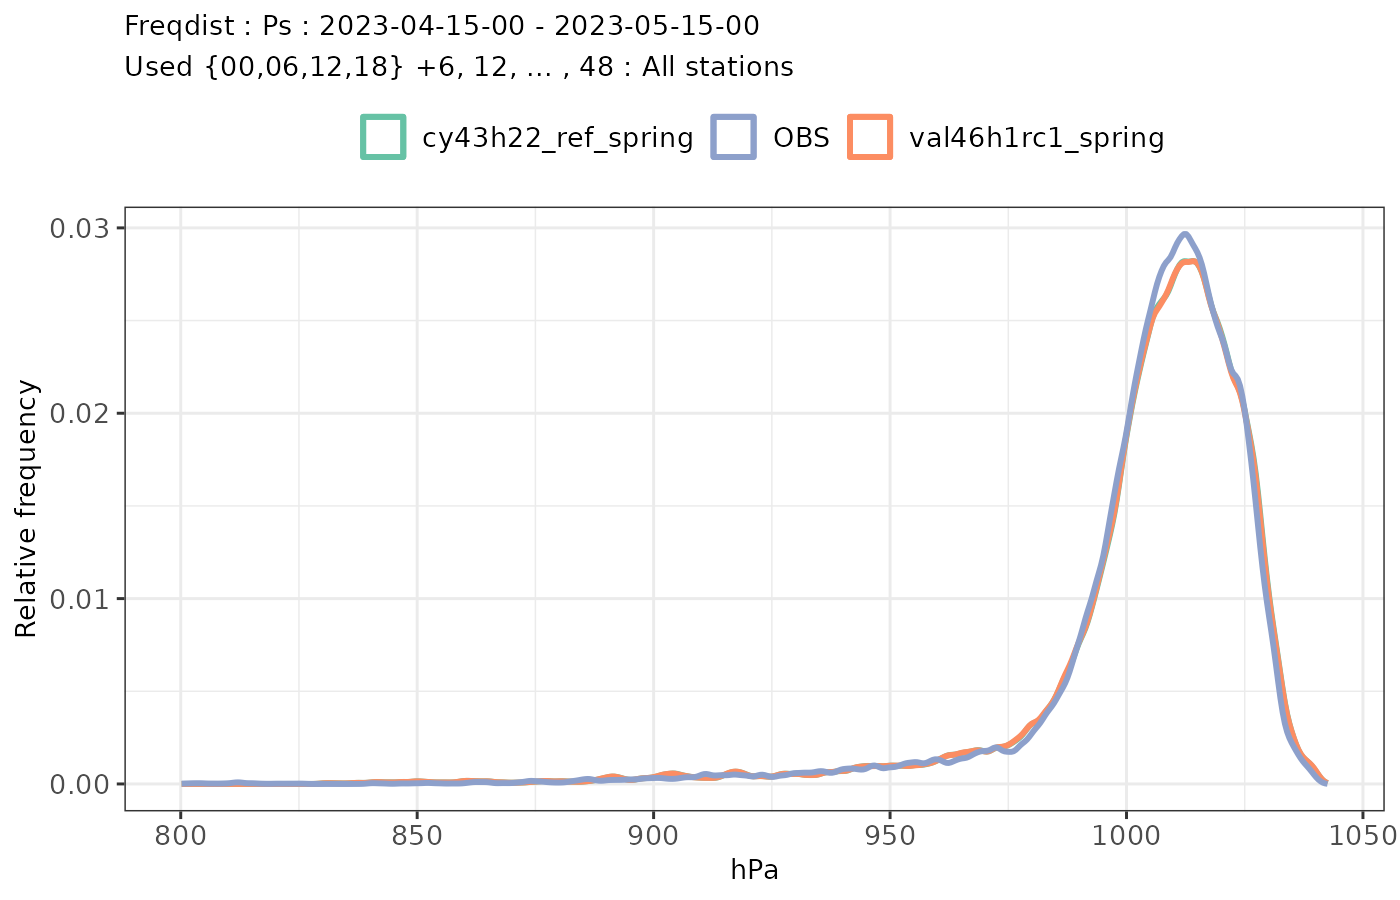 Freqdist : Ps : 2023-04-15-00 - 2023-05-15-00
Used {00,06,12,18} +6, 12, ... , 48 : All stations
cy43h22_ref_spring OBS val46h1rc1_spring
0.03
0.02
0.01
0.00
Relative frequency
800 850 900 950 1000 1050
hPa